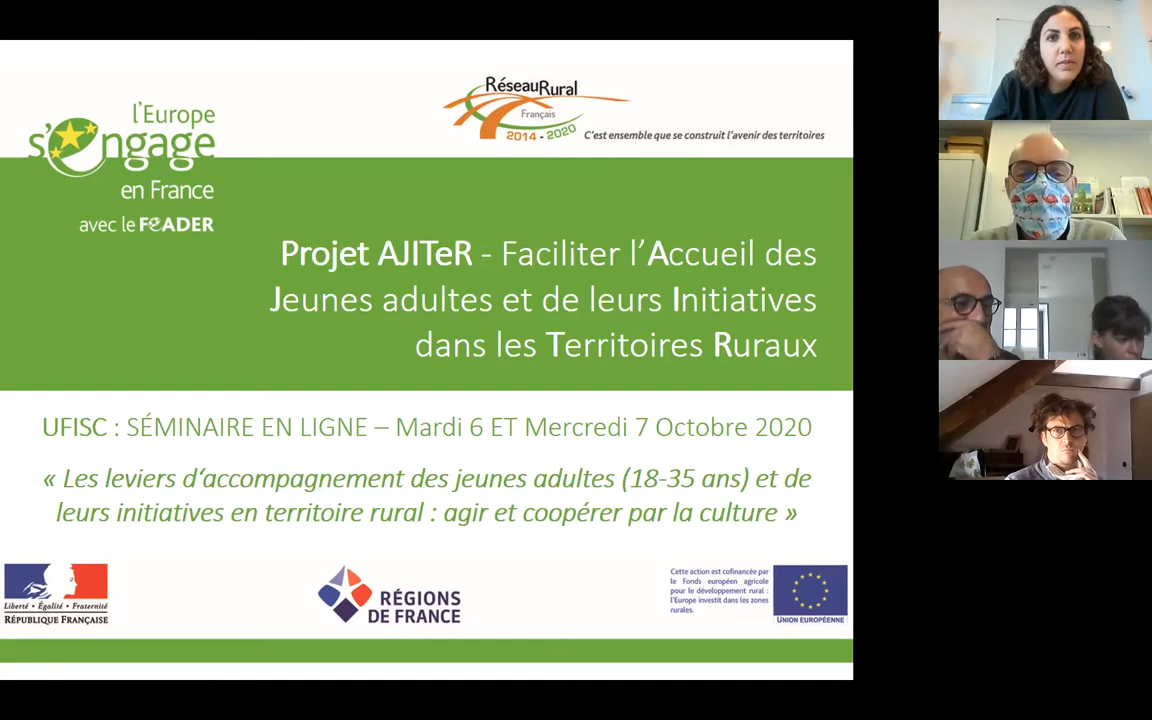 l'Europe
s'engage
en France
avec le FEADER
RéseauRural
Français
2014 - 2020
C'est ensemble que se construit l'avenir des territoires
Projet AJITeR - Faciliter l'Accueil des
Jeunes adultes et de leurs Initiatives
dans les Territoires Ruraux
UFISC : SÉMINAIRE EN LIGNE – Mardi 6 ET Mercredi 7 Octobre 2020
« Les leviers d'accompagnement des jeunes adultes (18-35 ans) et de
leurs initiatives en territoire rural : agir et coopérer par la culture »
Liberté • Égalité • Fraternité
RÉPUBLIQUE FRANÇAISE
RÉGIONS
DE FRANCE
Cette action est cofinancée par
le Fonds européen agricole
pour le développement rural :
l'Europe investit dans les zones
rurales.
UNION EUROPÉENNE